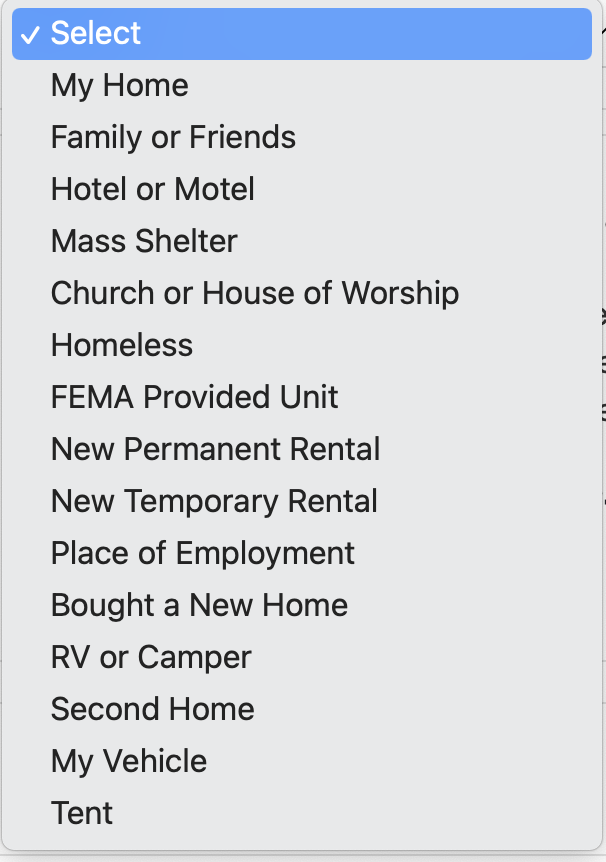 Select
My Home
Family or Friends
Hotel or Motel
Mass Shelter
Church or House of Worship
Homeless
FEMA Provided Unit
New Permanent Rental
New Temporary Rental
Place of Employment
Bought a New Home
RV or Camper
Second Home
My Vehicle
Tent